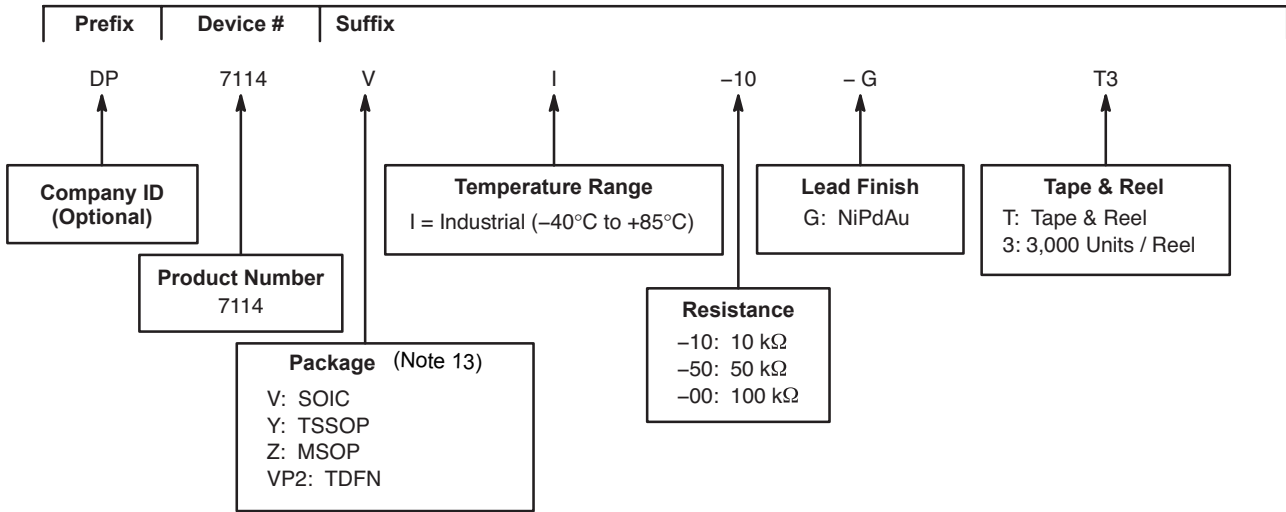 Prefix Device # Suffix
DP 7114 V I –10 – G T3
Company ID
(Optional)
Product Number
7114
Package (Note 13)
V: SOIC
Y: TSSOP
Z: MSOP
VP2: TDFN
Temperature Range
I = Industrial (–40°C to +85°C)
Resistance
–10: 10 kΩ
–50: 50 kΩ
–00: 100 kΩ
Lead Finish
G: NiPdAu
Tape & Reel
T: Tape & Reel
3: 3,000 Units / Reel